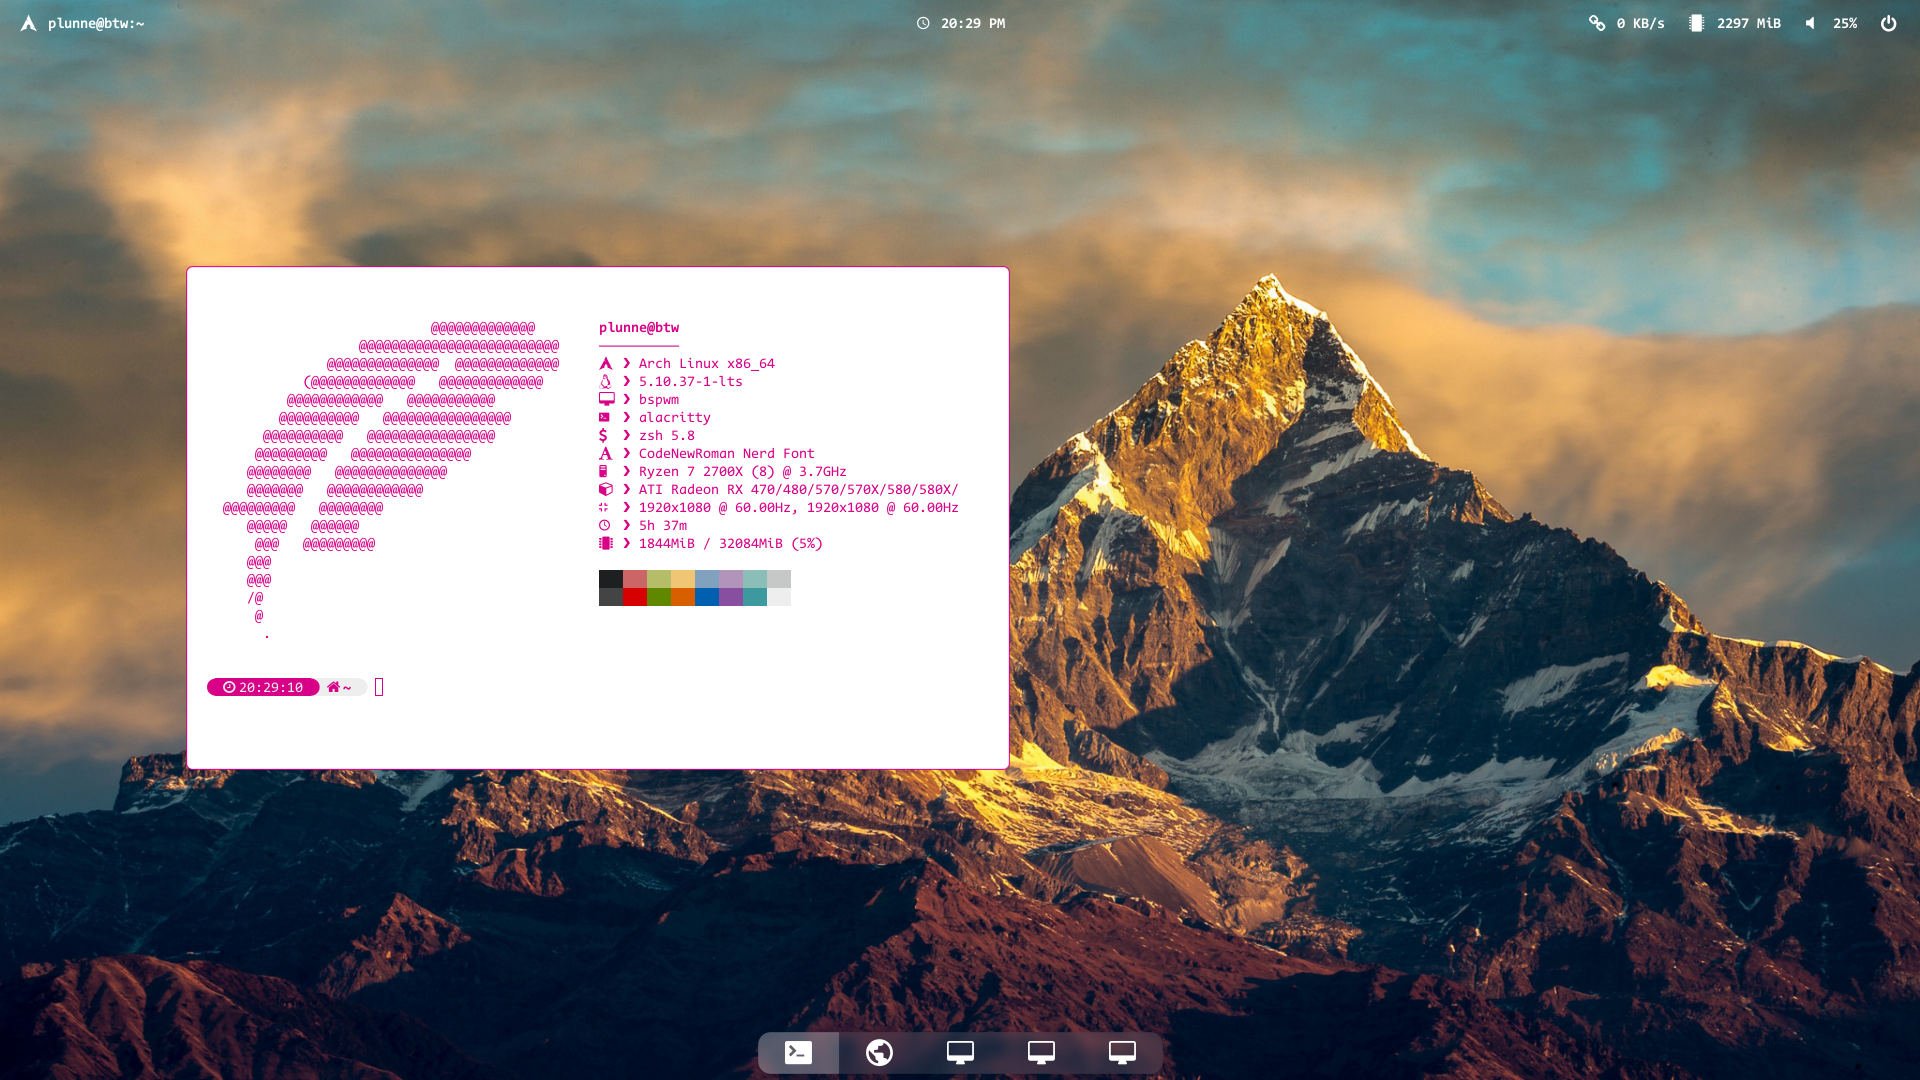 plunne@btw:~
20:29 PM
0 KB/s
2297 MiB
25%
@@@@@@@@@@@@@
@@@@@@@@@@@@@@@@@@@@@@@@@
@@@@@@@@@@@@@@  @@@@@@@@@@@@@
(@@@@@@@@@@@@@   @@@@@@@@@@@@@
@@@@@@@@@@@@   @@@@@@@@@@@
@@@@@@@@@@   @@@@@@@@@@@@@@@@
@@@@@@@@@@   @@@@@@@@@@@@@@@@
@@@@@@@@@   @@@@@@@@@@@@@@@
@@@@@@@@   @@@@@@@@@@@@@@
@@@@@@@   @@@@@@@@@@@@
@@@@@@@@@   @@@@@@@@
@@@@@   @@@@@@
@@@   @@@@@@@@@
@@@
@@@
/@
@
.
plunne@btw
❯ Arch Linux x86_64
❯ 5.10.37-1-lts
❯ bspwm
❯ alacritty
$ ❯ zsh 5.8
A ❯ CodeNewRoman Nerd Font
❯ Ryzen 7 2700X (8) @ 3.7GHz
❯ ATI Radeon RX 470/480/570/570X/580/580X/
❯ 1920x1080 @ 60.00Hz, 1920x1080 @ 60.00Hz
❯ 5h 37m
❯ 1844MiB / 32084MiB (5%)
20:29:10 ~